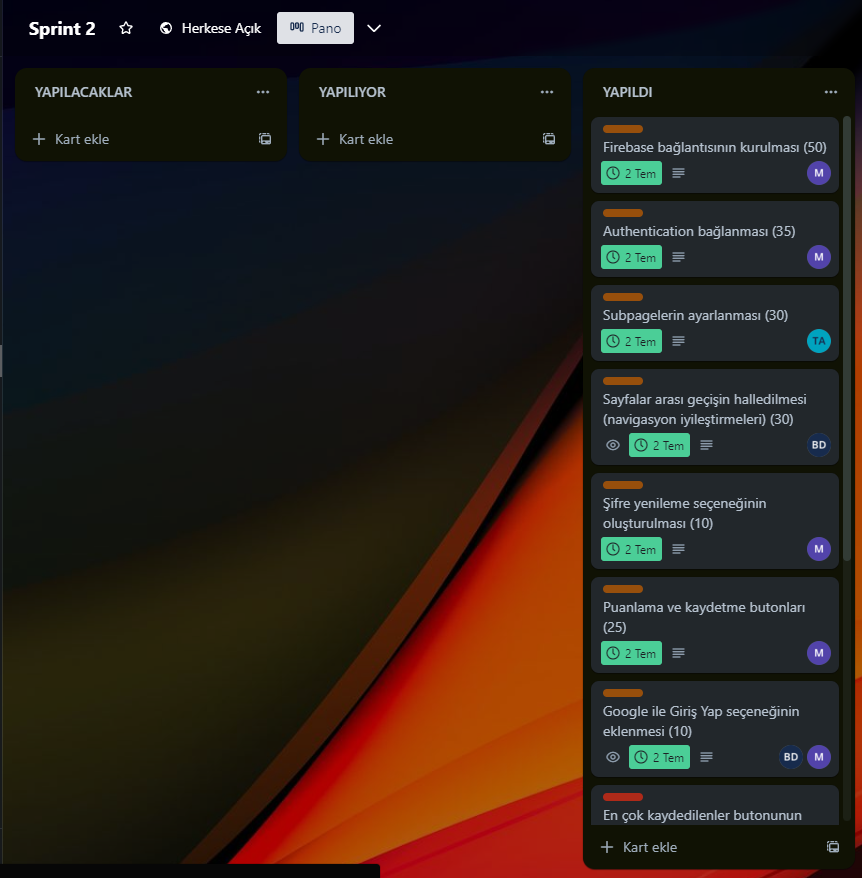 Sprint 2
Herkese Açık
Pano
YAPILACAKLAR
Kart ekle
YAPILIYOR
Kart ekle
YAPILDI
Firebase bağlantısının kurulması (50)
2 Tem
M
Authentication bağlanması (35)
2 Tem
M
Subpagelerin ayarlanması (30)
2 Tem
TA
Sayfalar arası geçişin halledilmesi
(navigasyon iyileştirmeleri) (30)
2 Tem
BD
Şifre yenileme seçeneğinin
oluşturulması (10)
2 Tem
M
Puanlama ve kaydetme butonları
(25)
2 Tem
M
Google ile Giriş Yap seçeneğinin
eklenmesi (10)
2 Tem
BD
M
En çok kaydedilenler butonunun
Kart ekle